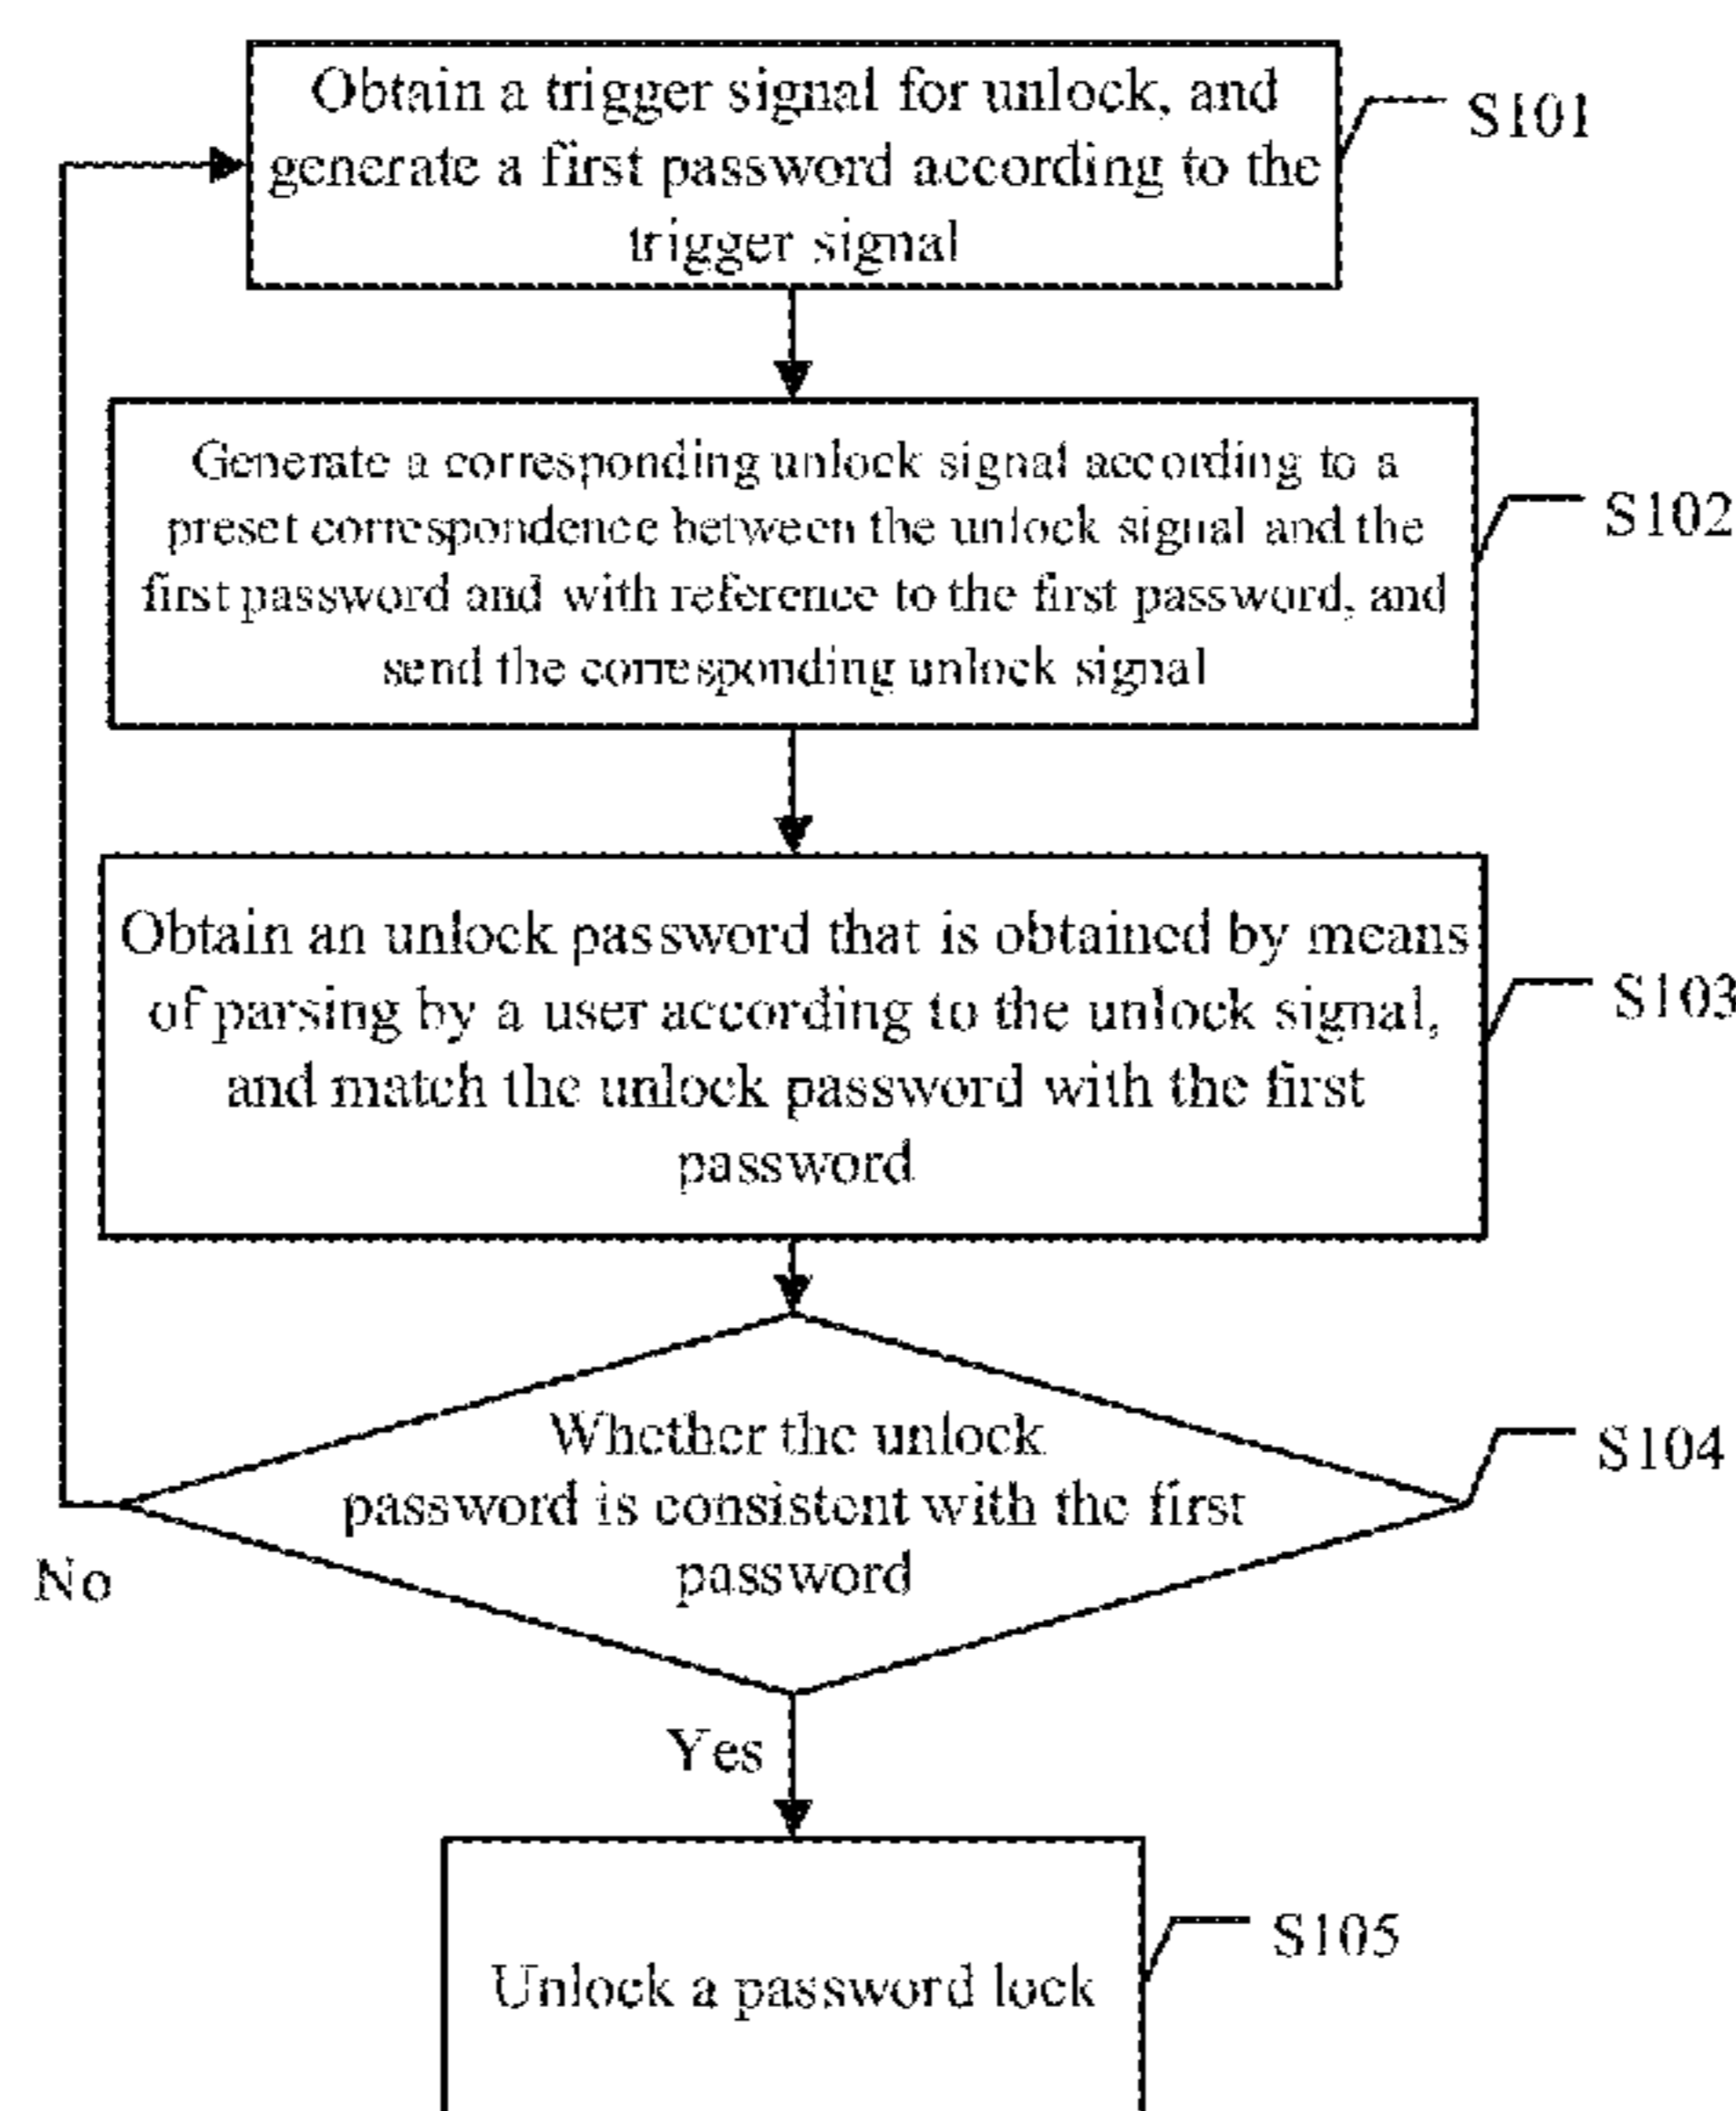 Obtain a trigger signal for unlock, and
generate a first password according to the
trigger signal
S101
Generate a corresponding unlock signal according to a
preset correspondence between the unlock signal and the
first password and with reference to the first password, and
send the corresponding unlock signal
S102
Obtain an unlock password that is obtained by means
of parsing by a user according to the unlock signal,
and match the unlock password with the first
password
S103
Whether the unlock
password is consistent with the first
password
S104
No
Yes
Unlock a password lock
S105